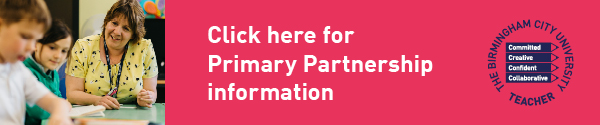 Click here for
Primary Partnership
information
THE BIRMINGHAM CITY UNIVERSITY
Committed
Creative
Confident
Collaborative
TEACHER